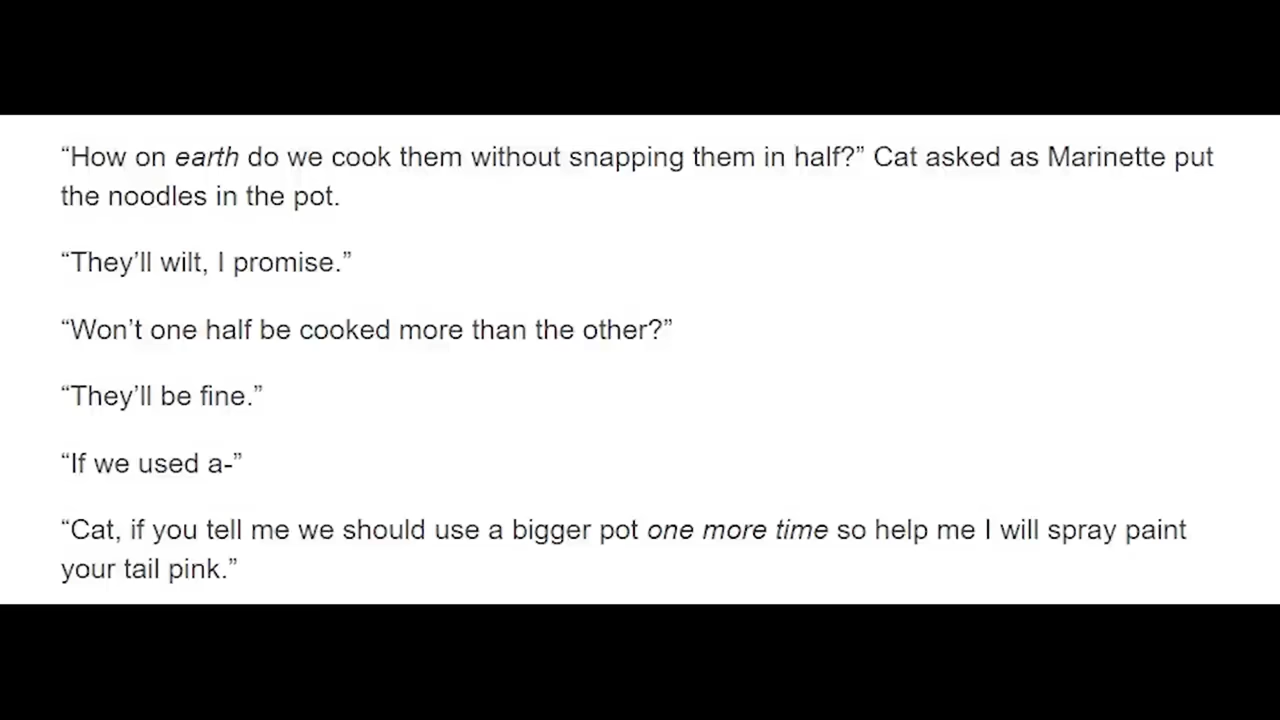 “How on earth do we cook them without snapping them in half?” Cat asked as Marinette put
the noodles in the pot.
“They’ll wilt, I promise.”
“Won’t one half be cooked more than the other?”
“They’ll be fine.”
“If we used a-”
“Cat, if you tell me we should use a bigger pot one more time so help me I will spray paint
your tail pink.”